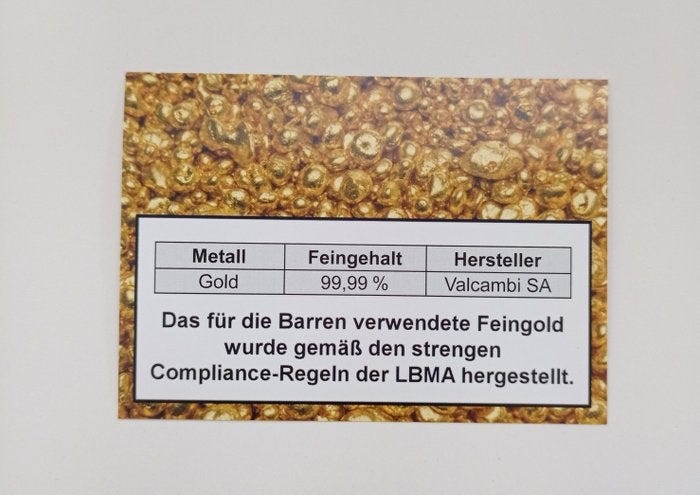 Metall Feingehalt Hersteller
Gold 99,99 % Valcambi SA
Das für die Barren verwendete Feingold
wurde gemäß den strengen
Compliance-Regeln der LBMA hergestellt.